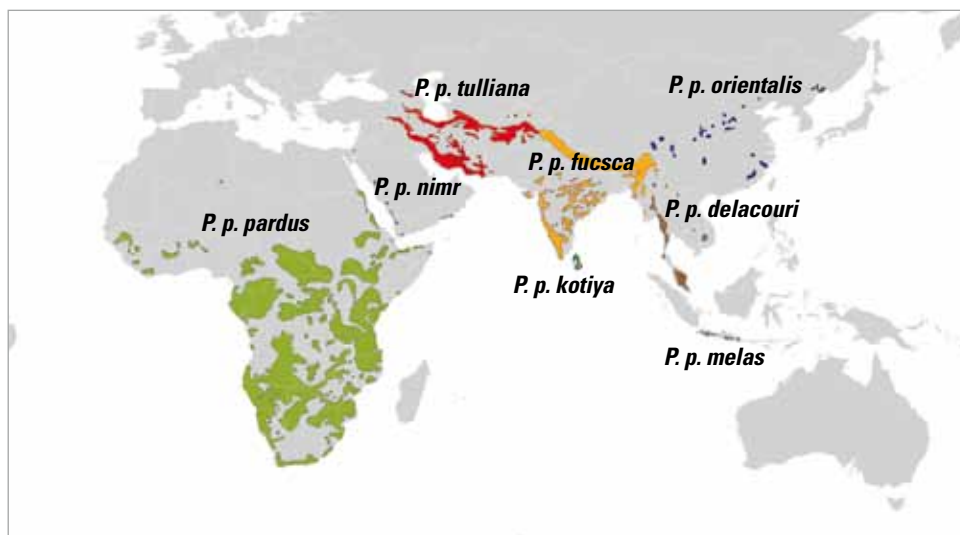 P. p. orientalis
P. p. tulliana
P. p. fucsca
P. p. nimr
P. p. delacouri
P. p. pardus
P. p. kotiya
P. p. melas